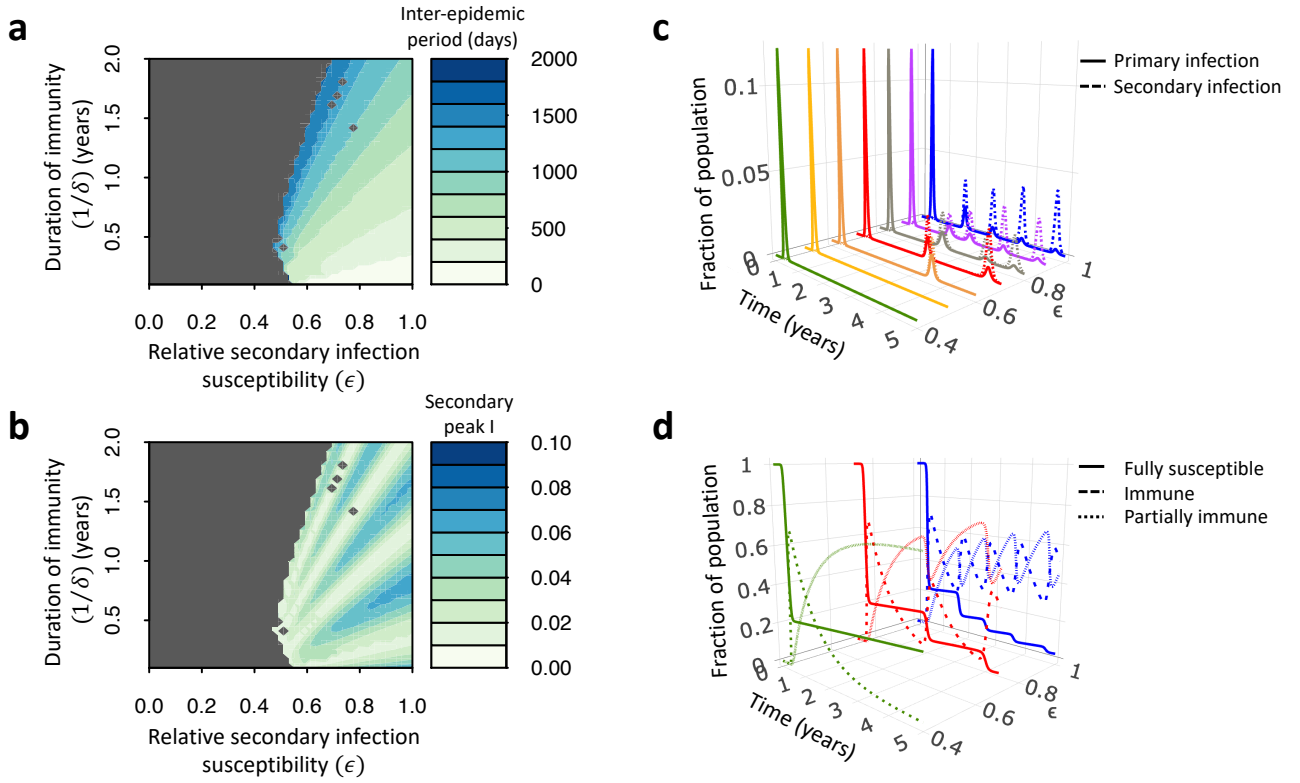 a
Inter-epidemic
period (days)
Duration of immunity
(1/δ) (years)
2.0
1.5
1.0
0.5
0.0 0.2 0.4 0.6 0.8 1.0
Relative secondary infection
susceptibility (ϵ)
2000
1500
1000
500
0
b
Secondary
peak I
Duration of immunity
(1/δ) (years)
2.0
1.5
1.0
0.5
0.0 0.2 0.4 0.6 0.8 1.0
Relative secondary infection
susceptibility (ϵ)
0.10
0.08
0.06
0.04
0.02
0.00
c
Primary infection
Secondary infection
Fraction of population
0.1
0.05
0
0 1 2 3 4 5
Time (years)
0.4 0.6 0.8 1
ϵ
d
Fully susceptible
Immune
Partially immune
Fraction of population
1
0.8
0.6
0.4
0.2
0
0 1 2 3 4 5
Time (years)
0.4 0.6 0.8 1
ϵ